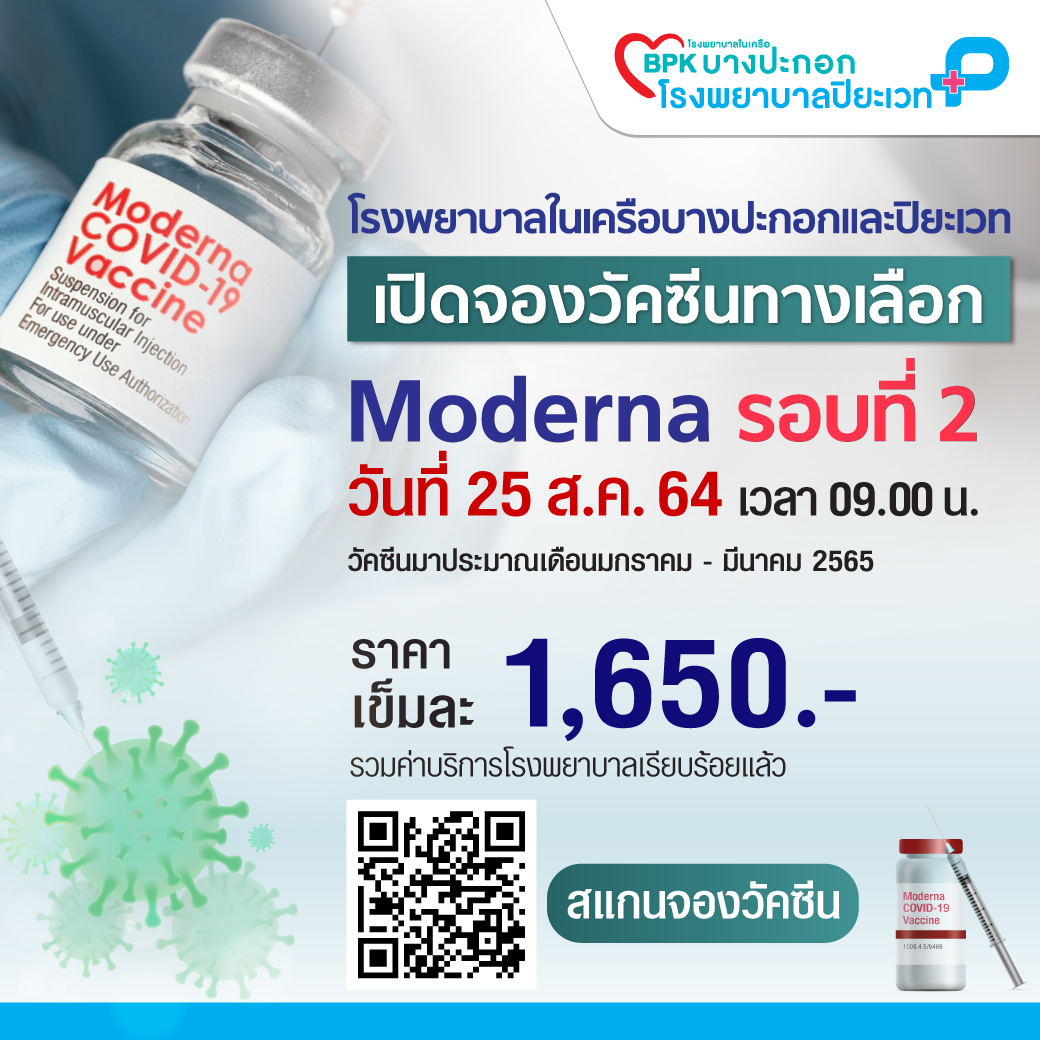 โรงพยาบาลในเครือ
BPK บางปะกอก
โรงพยาบาลปิยะเวท
Moderna
COVID-19
Vaccine
Suspension for
Intramuscular Injection
For use under
Emergency Use Authorization
โรงพยาบาลในเครือบางปะกอกและปิยะเวท
เปิดจองวัคซีนทางเลือก
Moderna รอบที่ 2
วันที่ 25 ส.ค. 64 เวลา 09.00 น.
วัคซีนมาประมาณเดือนมกราคม - มีนาคม 2565
ราคา
เข็มละ 1,650.-
รวมค่าบริการโรงพยาบาลเรียบร้อยแล้ว
สแกนจองวัคซีน
Moderna
COVID-19
Vaccine
1009.4.5/9469